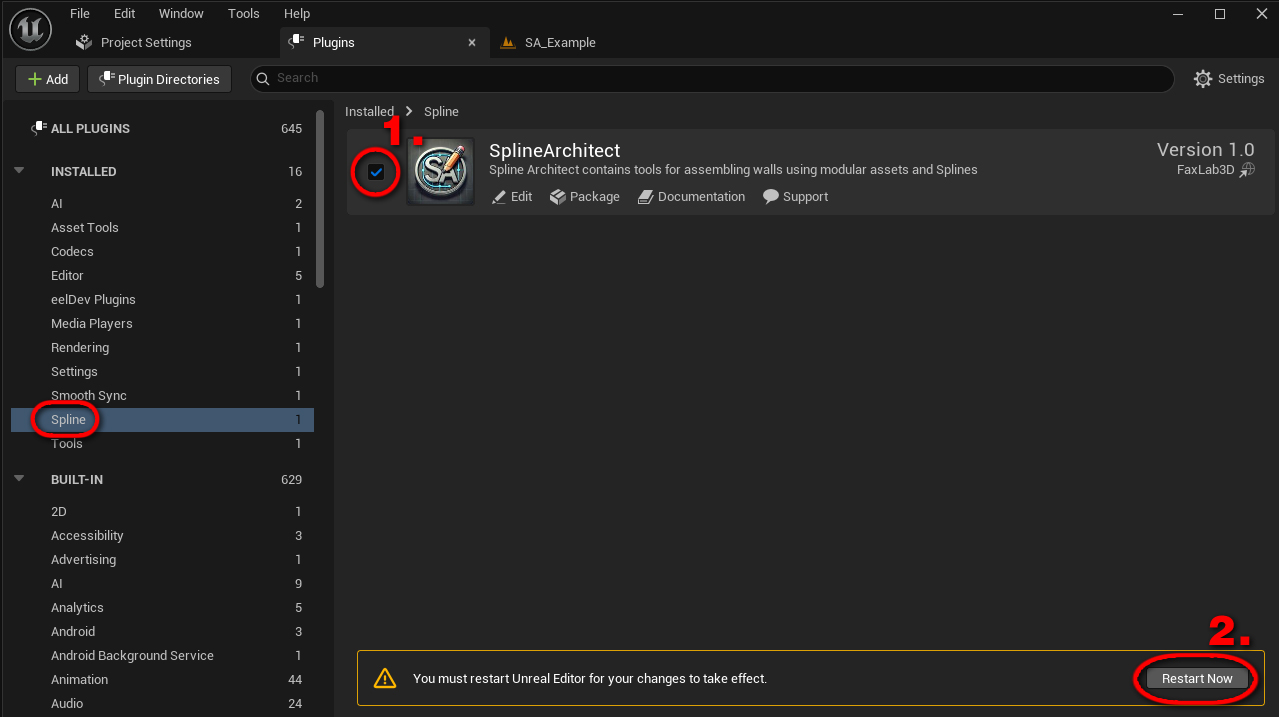 File Edit Window Tools Help
Project Settings Plugins SA_Example
Add Plugin Directories Search Settings
ALL PLUGINS 645
INSTALLED 16
AI 2
Asset Tools 1
Codecs 1
Editor 5
eelDev Plugins 1
Media Players 1
Rendering 1
Settings 1
Smooth Sync 1
Spline 1
Tools 1
BUILT-IN 629
2D 1
Accessibility 3
Advertising 1
AI 9
Analytics 5
Android 3
Android Background Service 1
Animation 44
Audio 24
Installed > Spline
1.
SA
SplineArchitect
Version 1.0
Spline Architect contains tools for assembling walls using modular assets and Splines
FaxLab3D
Edit Package Documentation Support
2.
You must restart Unreal Editor for your changes to take effect.
Restart Now